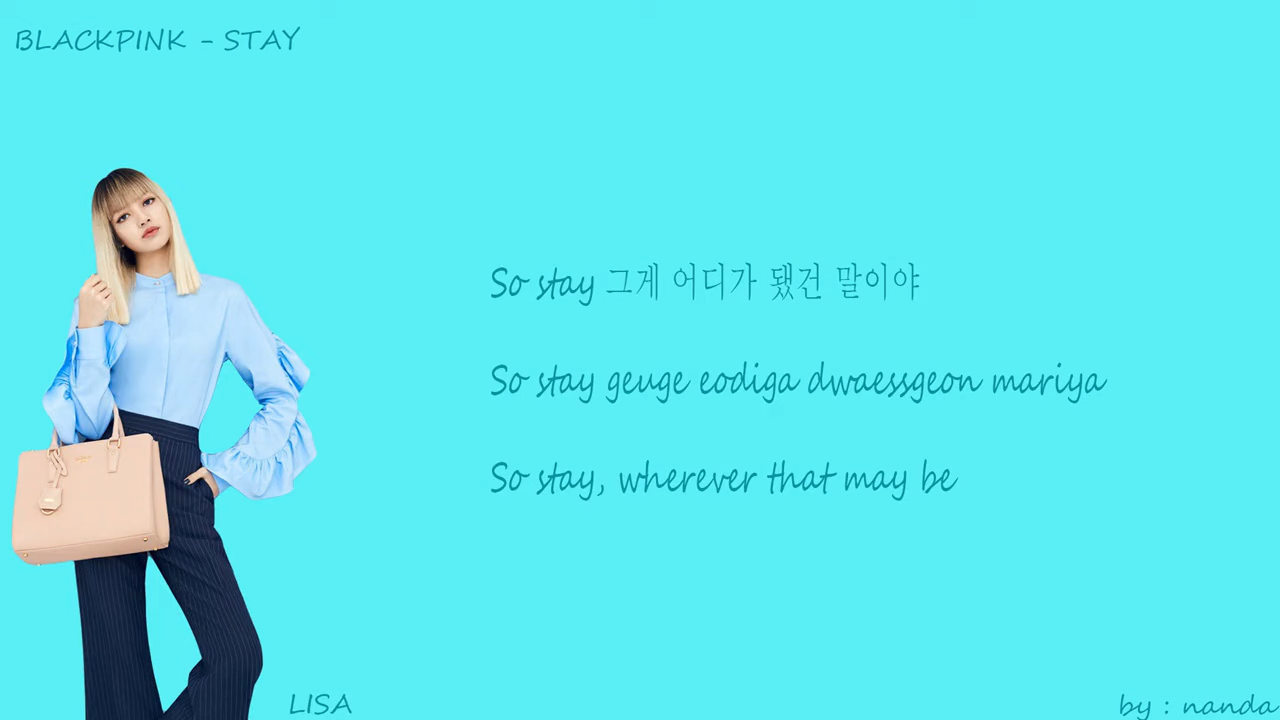 BLACKPINK - STAY
So stay 그게 어디가 됐건 말이야
So stay geuge eodiga dwaessgeon mariya
So stay, wherever that may be
LISA
by : nanda